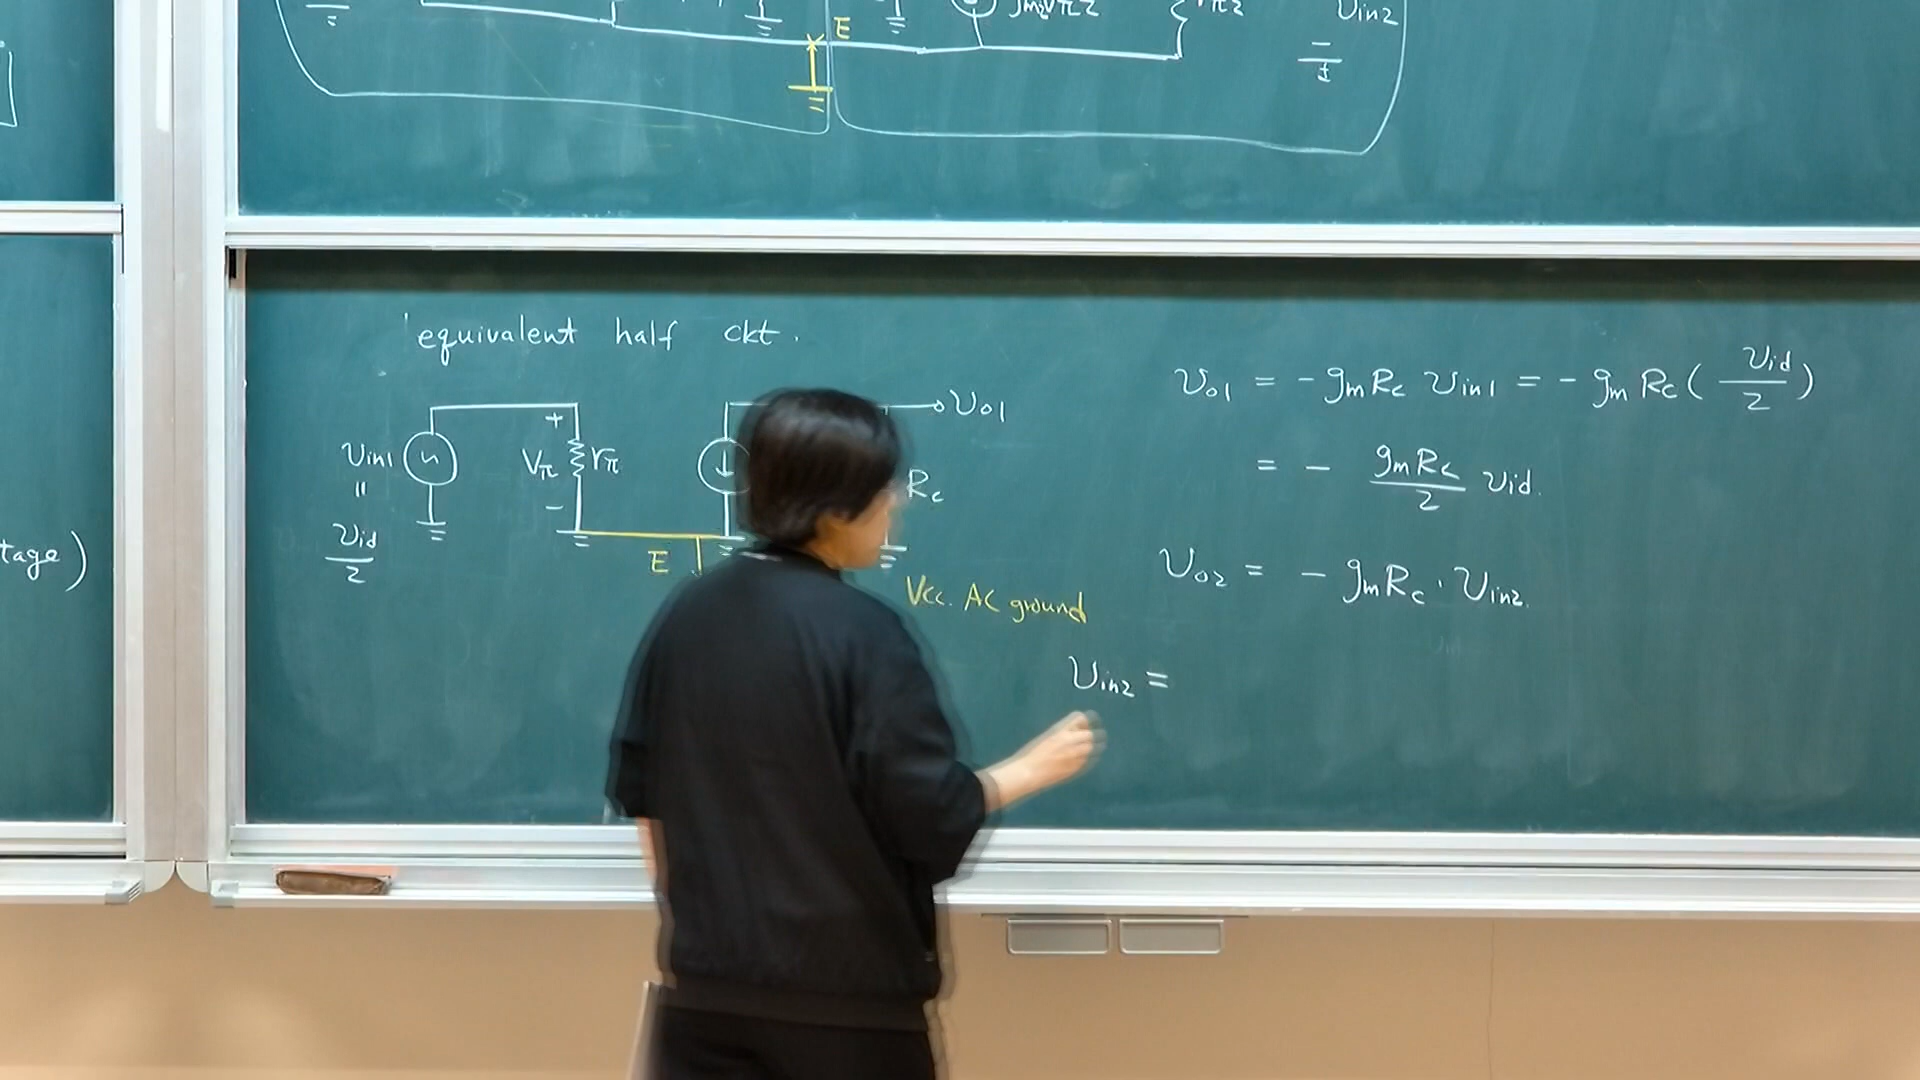 E
gm2Vπ2
rπ2
Vin2
tage)
equivalent half ckt.
Vo1
Vin1
+
Vπ
rπ
-
=
Vid/2
Rc
E
Vcc. AC ground
Vo1 = - gm Rc Vin1 = - gm Rc ( Vid/2 )
= - gm Rc/2 Vid.
Vo2 = - gm Rc · Vin2.
Vin2 =